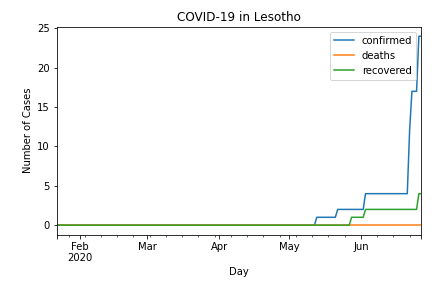 COVID-19 in Lesotho
confirmed
deaths
recovered
Number of Cases
25
20
15
10
5
0
Feb
2020
Mar
Apr
May
Jun
Day